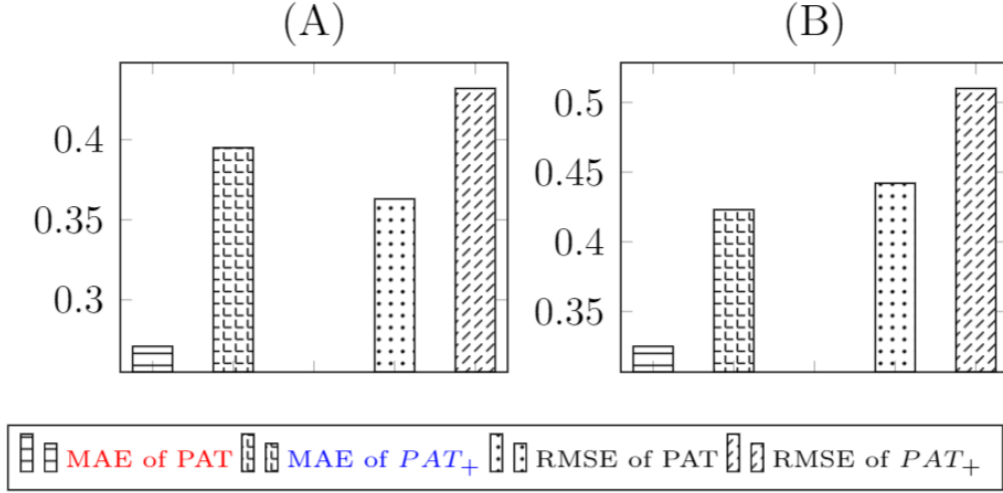 (A)
0.4
0.35
0.3
(B)
0.5
0.45
0.4
0.35
MAE of PAT MAE of PAT₊ RMSE of PAT RMSE of PAT₊